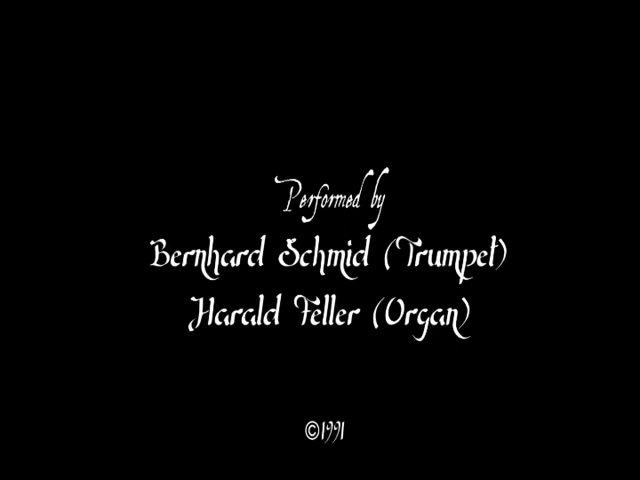 Performed by
Bernhard Schmid (Trumpet)
Harald Feller (Organ)
©1991